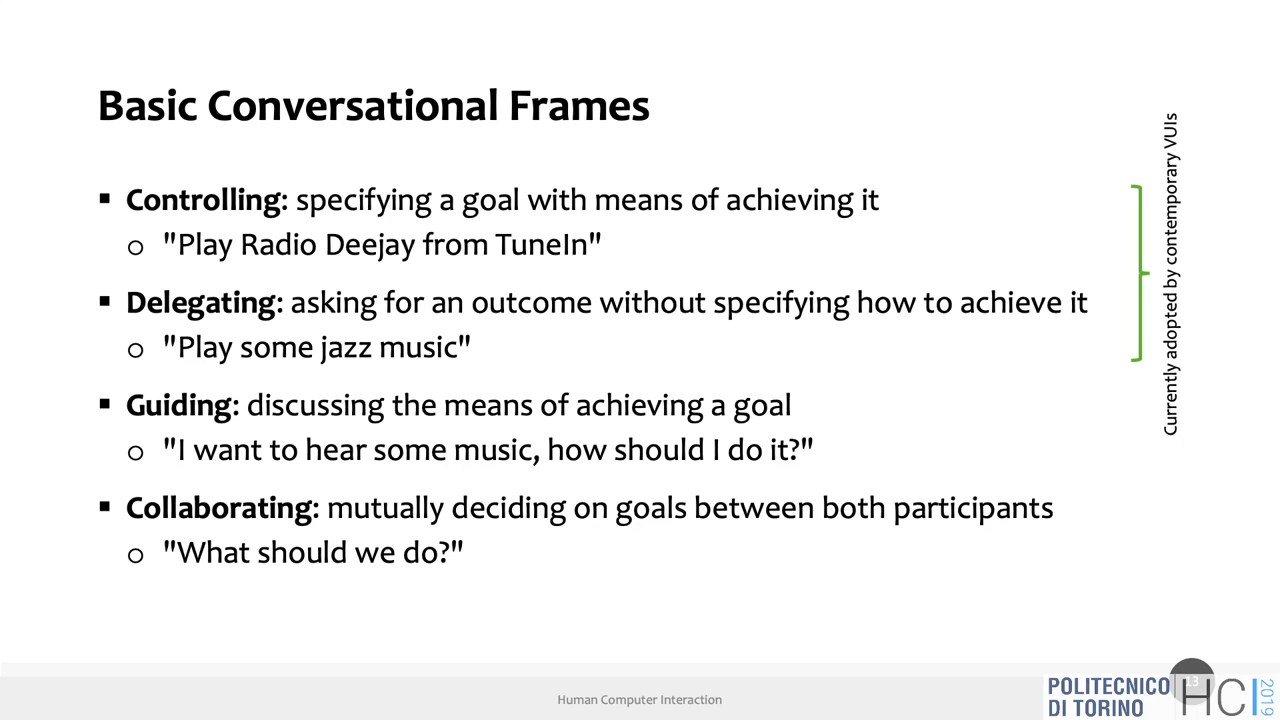 Basic Conversational Frames
▪ Controlling: specifying a goal with means of achieving it
o "Play Radio Deejay from TuneIn"
▪ Delegating: asking for an outcome without specifying how to achieve it
o "Play some jazz music"
▪ Guiding: discussing the means of achieving a goal
o "I want to hear some music, how should I do it?"
▪ Collaborating: mutually deciding on goals between both participants
o "What should we do?"
Currently adopted by contemporary VUIs
Human Computer Interaction
13
POLITECNICO
DI TORINO
HCI
2019